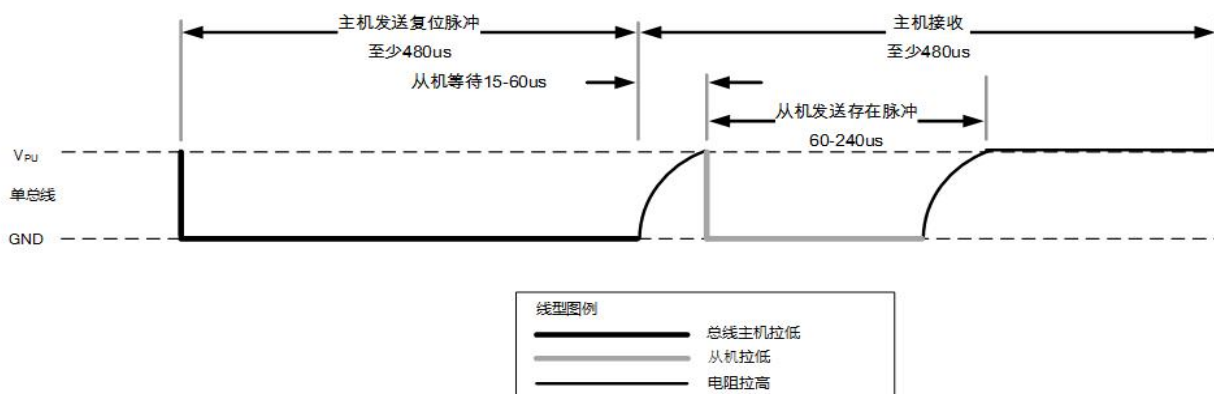 主机发送复位脉冲
至少480us
主机接收
至少480us
从机等待15-60us
从机发送存在脉冲
60-240us
VPU
单总线
GND
线型图例
总线主机拉低
从机拉低
电阻拉高